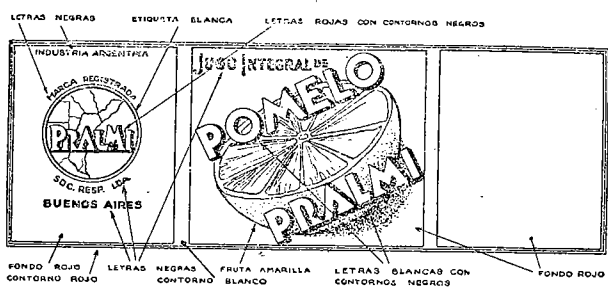 LETRAS NEGRAS
ETIQUETA BLANCA
LETRAS ROJAS CON CONTORNOS NEGROS
INDUSTRIA ARGENTINA
MARCA REGISTRADA
PRALMI
SOC. RESP. LDA
BUENOS AIRES
JUGO INTEGRAL DE
POMELO
PRALMI
FONDO ROJO
CONTORNO ROJO
LETRAS NEGRAS
CONTORNO BLANCO
FRUTA AMARILLA
LETRAS BLANCAS CON
CONTORNOS NEGROS
FONDO ROJO